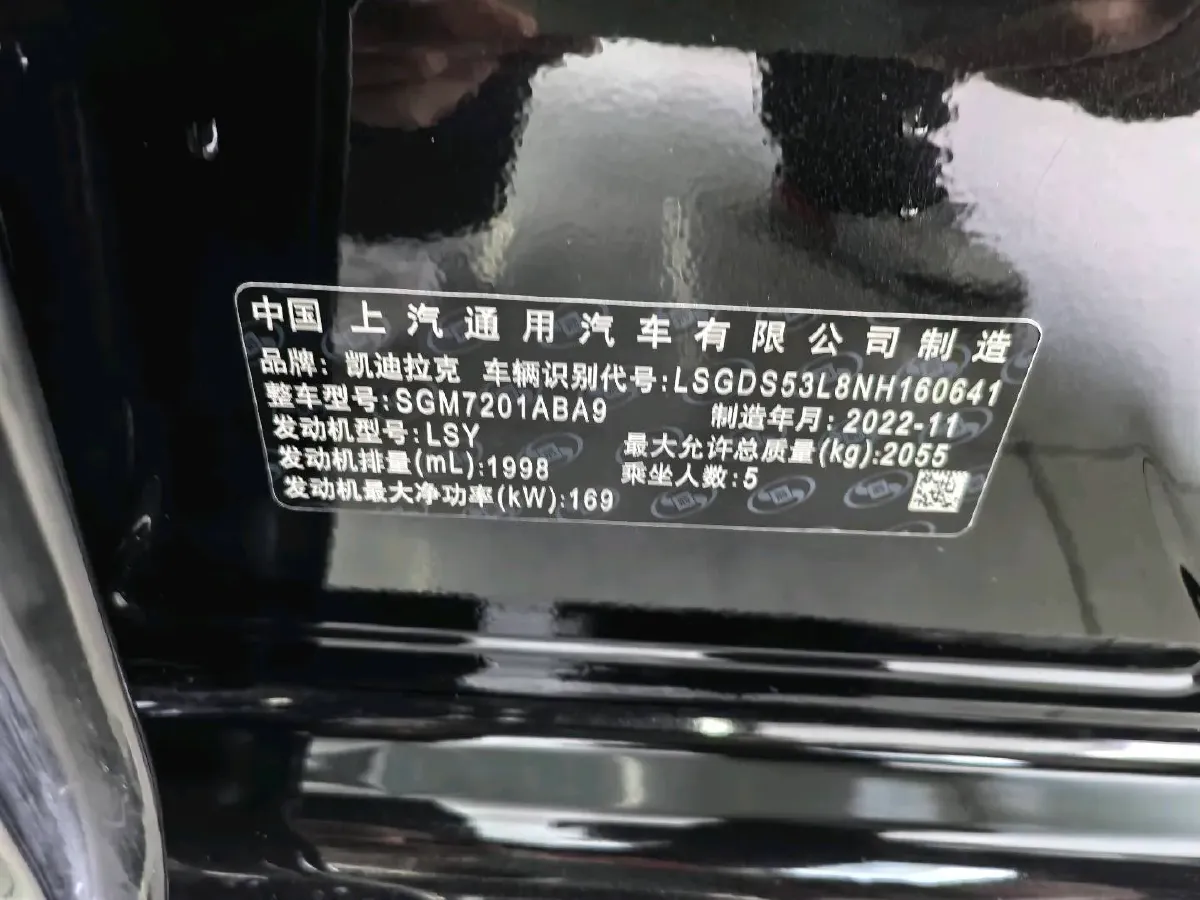 中国 上汽通用汽车有限公司制造
品牌: 凯迪拉克 车辆识别代号:LSGDS53L8NH160641
整车型号:SGM7201ABA9 制造年月: 2022-11
发动机型号:LSY 最大允许总质量(kg):2055
发动机排量(mL):1998 乘坐人数:5
发动机最大净功率(kW):169